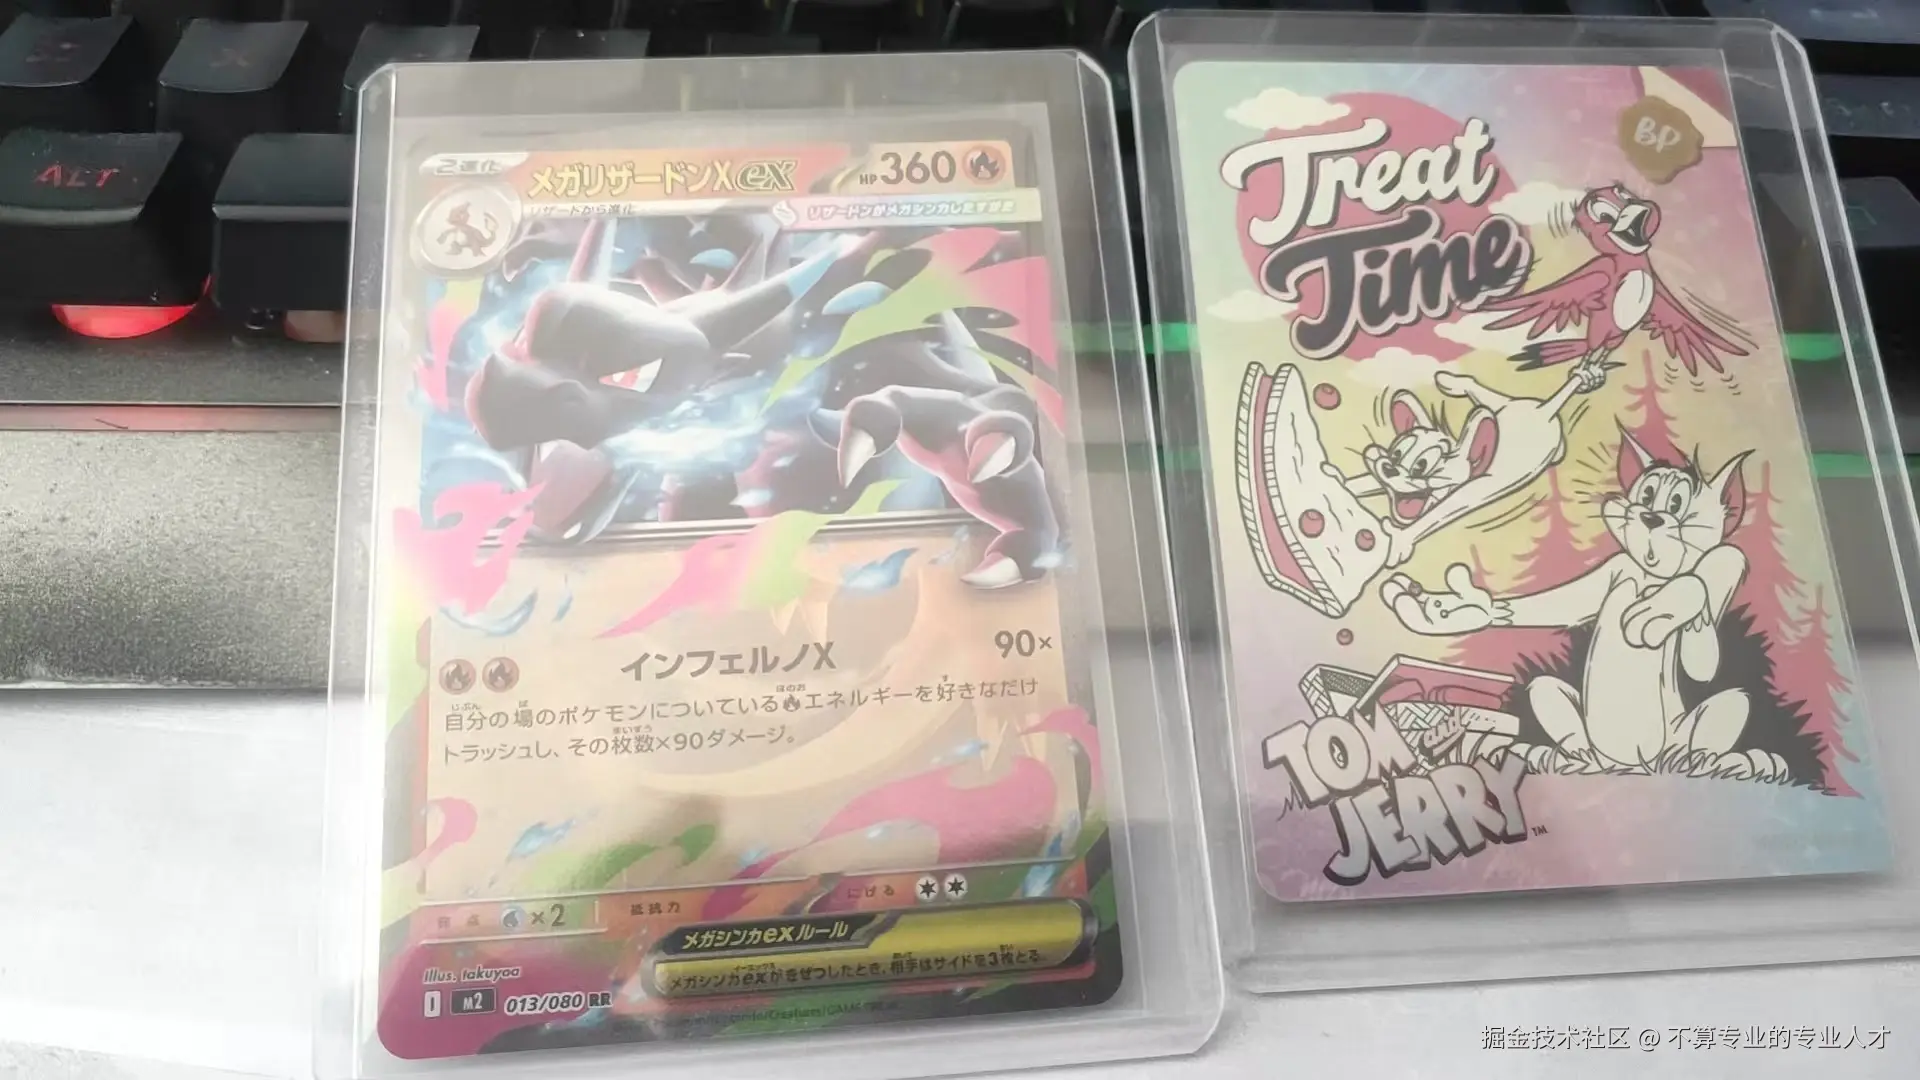 ALT
2進化
メガリザードンXex
HP360
リザードから進化
リザードンがメガシンカしたすがた
インフェルノX
90×
自分の場のポケモンについているエネルギーを好きなだけ
トラッシュし、その枚数×90ダメージ。
弱点
×2
抵抗力
にげる
メガシンカexルール
メガシンカexがきぜつしたとき、相手はサイドを3枚とる。
Illus. takuyoa
I M2 013/080 RR
Treat
Time
BP
TOM and
JERRY™
掘金技术社区 @ 不算专业的专业人才